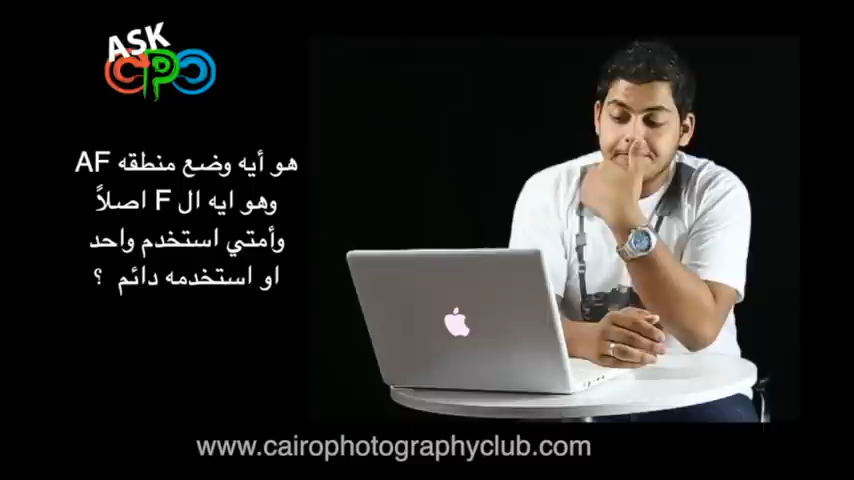 ASK
CPC
هو أيه وضع منطقه AF
وهو ايه ال F اصلاً
وأمتي استخدم واحد
او استخدمه دائم ؟
www.cairophotographyclub.com